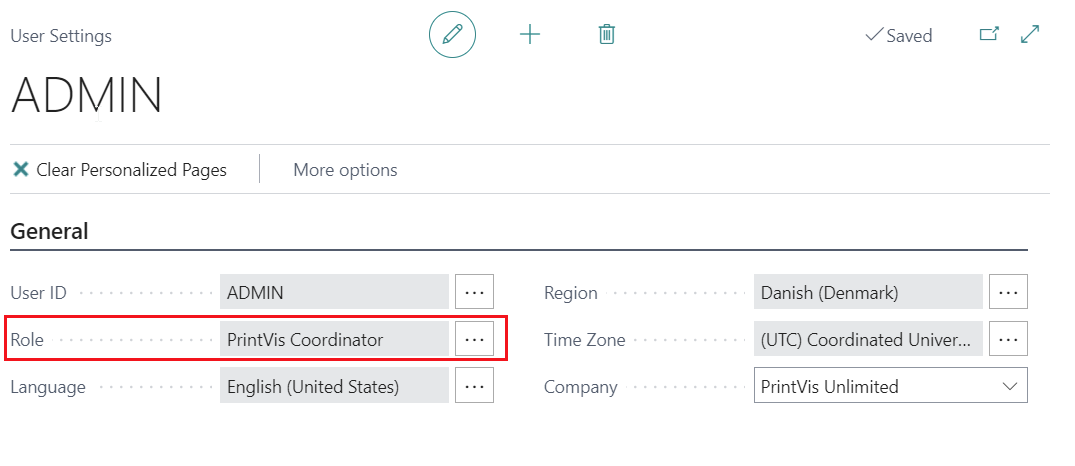 User Settings
Saved
ADMIN
Clear Personalized Pages
More options
General
User ID ADMIN ...
Region Danish (Denmark) ...
Role PrintVis Coordinator ...
Time Zone (UTC) Coordinated Univer... ...
Language English (United States) ...
Company PrintVis Unlimited